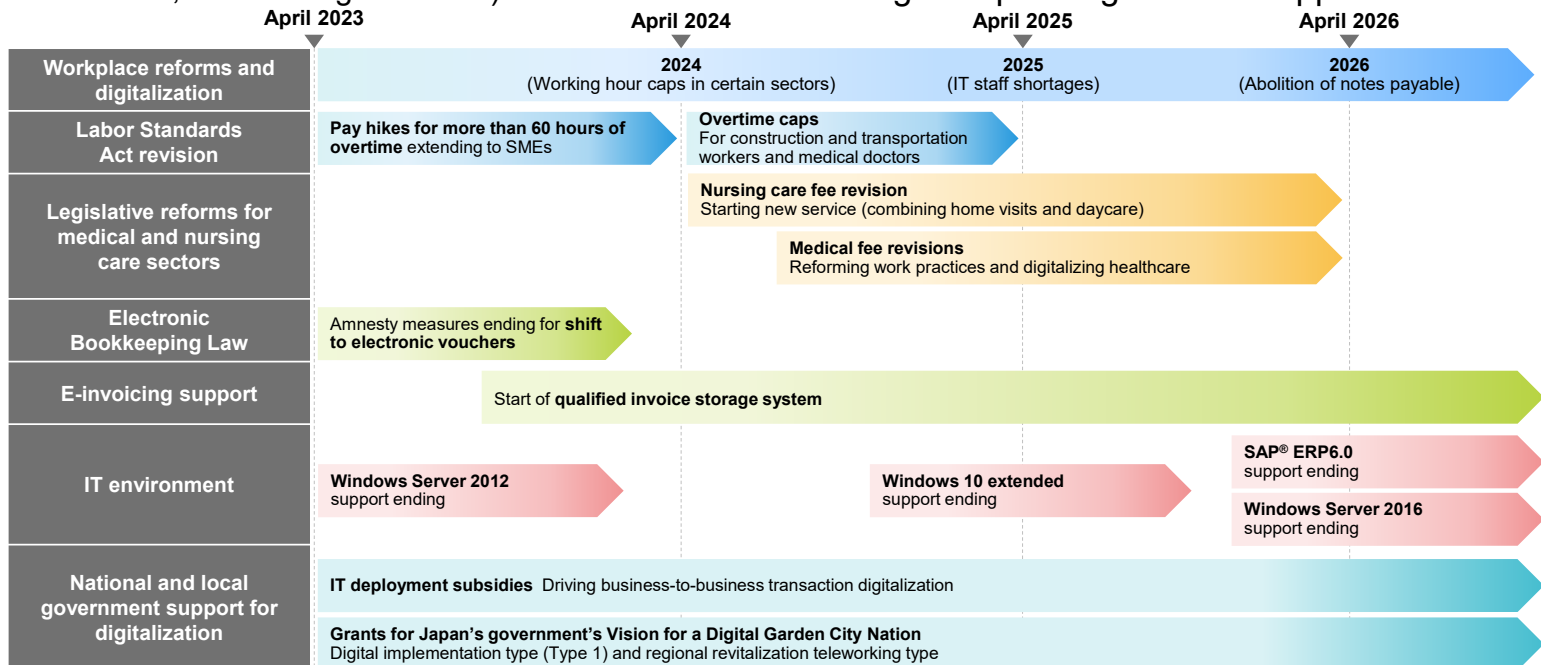 April 2023
April 2024
April 2025
April 2026
Workplace reforms and
digitalization
2024
(Working hour caps in certain sectors)
2025
(IT staff shortages)
2026
(Abolition of notes payable)
Labor Standards
Act revision
Pay hikes for more than 60 hours of
overtime extending to SMEs
Overtime caps
For construction and transportation
workers and medical doctors
Legislative reforms for
medical and nursing
care sectors
Nursing care fee revision
Starting new service (combining home visits and daycare)
Medical fee revisions
Reforming work practices and digitalizing healthcare
Electronic
Bookkeeping Law
Amnesty measures ending for shift
to electronic vouchers
E-invoicing support
Start of qualified invoice storage system
IT environment
Windows Server 2012
support ending
Windows 10 extended
support ending
SAP® ERP6.0
support ending
Windows Server 2016
support ending
National and local
government support for
digitalization
IT deployment subsidies Driving business-to-business transaction digitalization
Grants for Japan's government's Vision for a Digital Garden City Nation
Digital implementation type (Type 1) and regional revitalization teleworking type